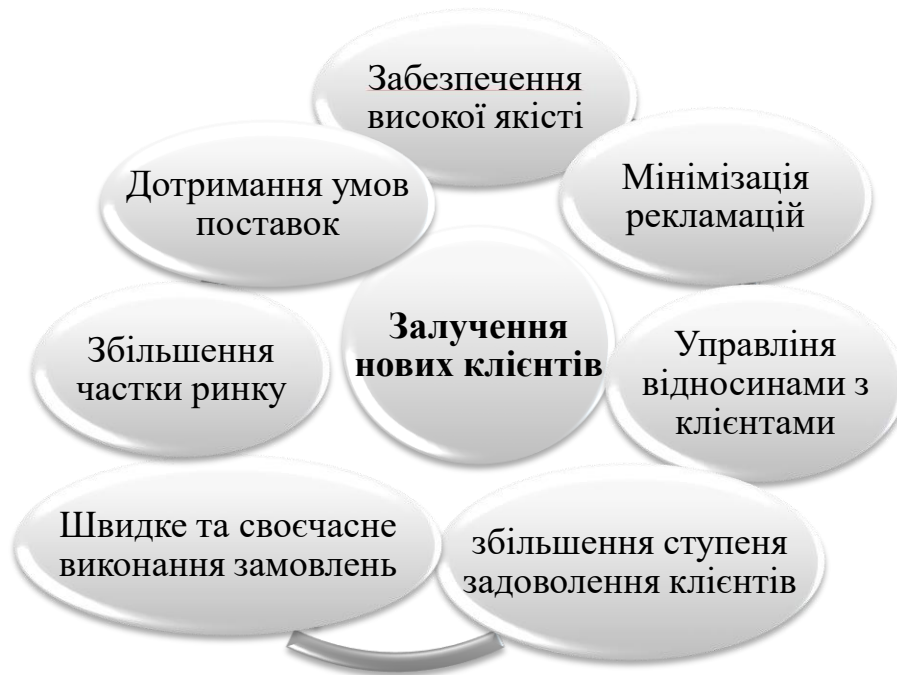 Забезпечення
високої якісті
Дотримання умов
поставок
Мінімізація
рекламацій
Залучення
нових клієнтів
Збільшення
частки ринку
Управліня
відносинами з
клієнтами
Швидке та своєчасне
виконання замовлень
збільшення ступеня
задоволення клієнтів